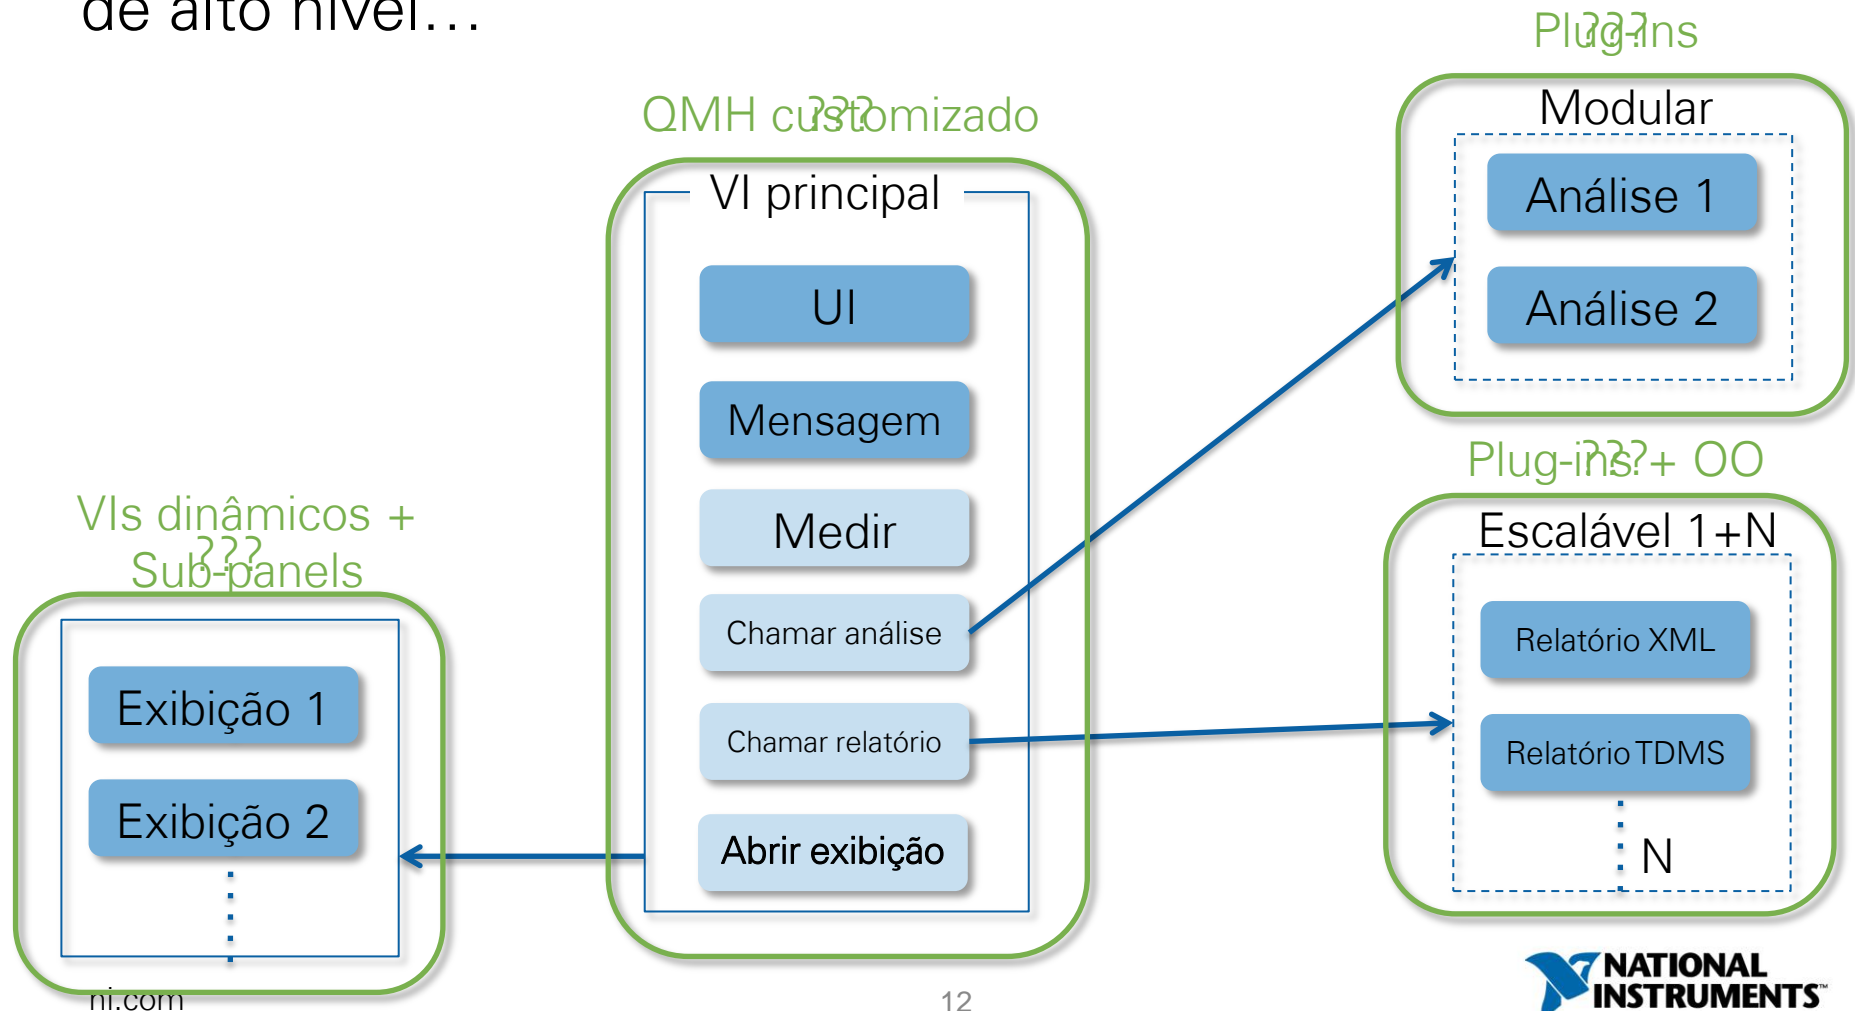 de alto nível...
Plug-ins
???
Modular
Análise 1
Análise 2
QMH customizado
???
VI principal
UI
Mensagem
Medir
Chamar análise
Chamar relatório
Abrir exibição
Plug-ins + OO
???
Escalável 1+N
Relatório XML
Relatório TDMS
N
VIs dinâmicos +
Sub-panels
???
Exibição 1
Exibição 2
ni.com
12
NATIONAL
INSTRUMENTS™